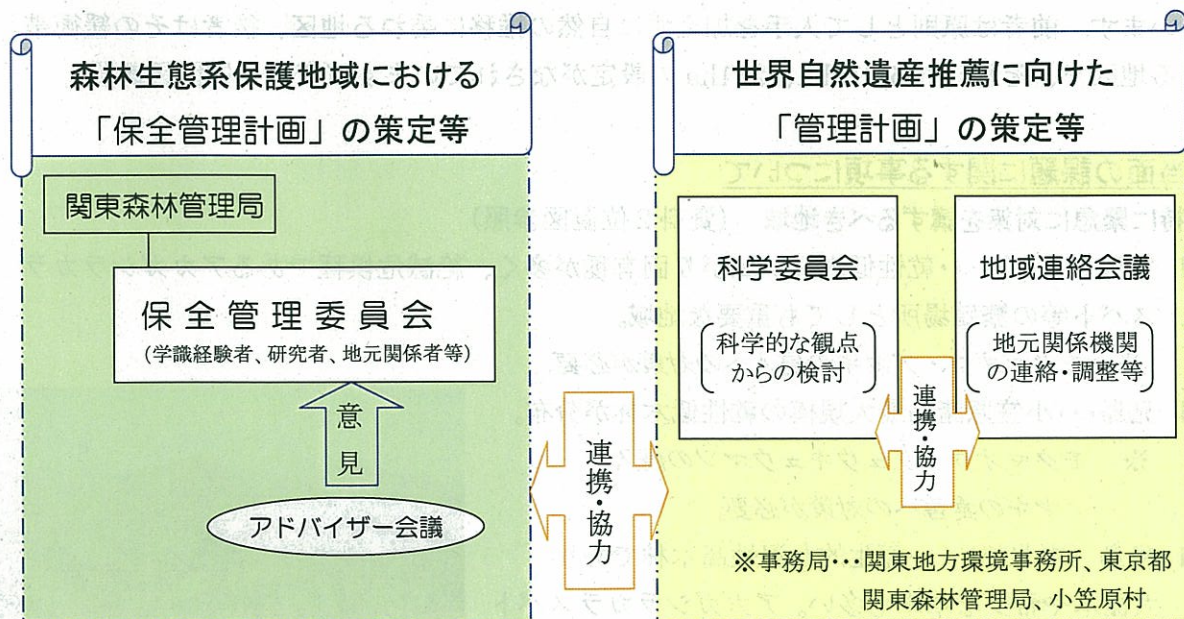 森林生態系保護地域における
「保全管理計画」の策定等
関東森林管理局
保全管理委員会
(学識経験者、研究者、地元関係者等)
意見
アドバイザー会議
連携・協力
世界自然遺産推薦に向けた
「管理計画」の策定等
科学委員会
科学的な観点
からの検討
地域連絡会議
地元関係機関
の連絡・調整等
連携・協力
※事務局…関東地方環境事務所、東京都
関東森林管理局、小笠原村